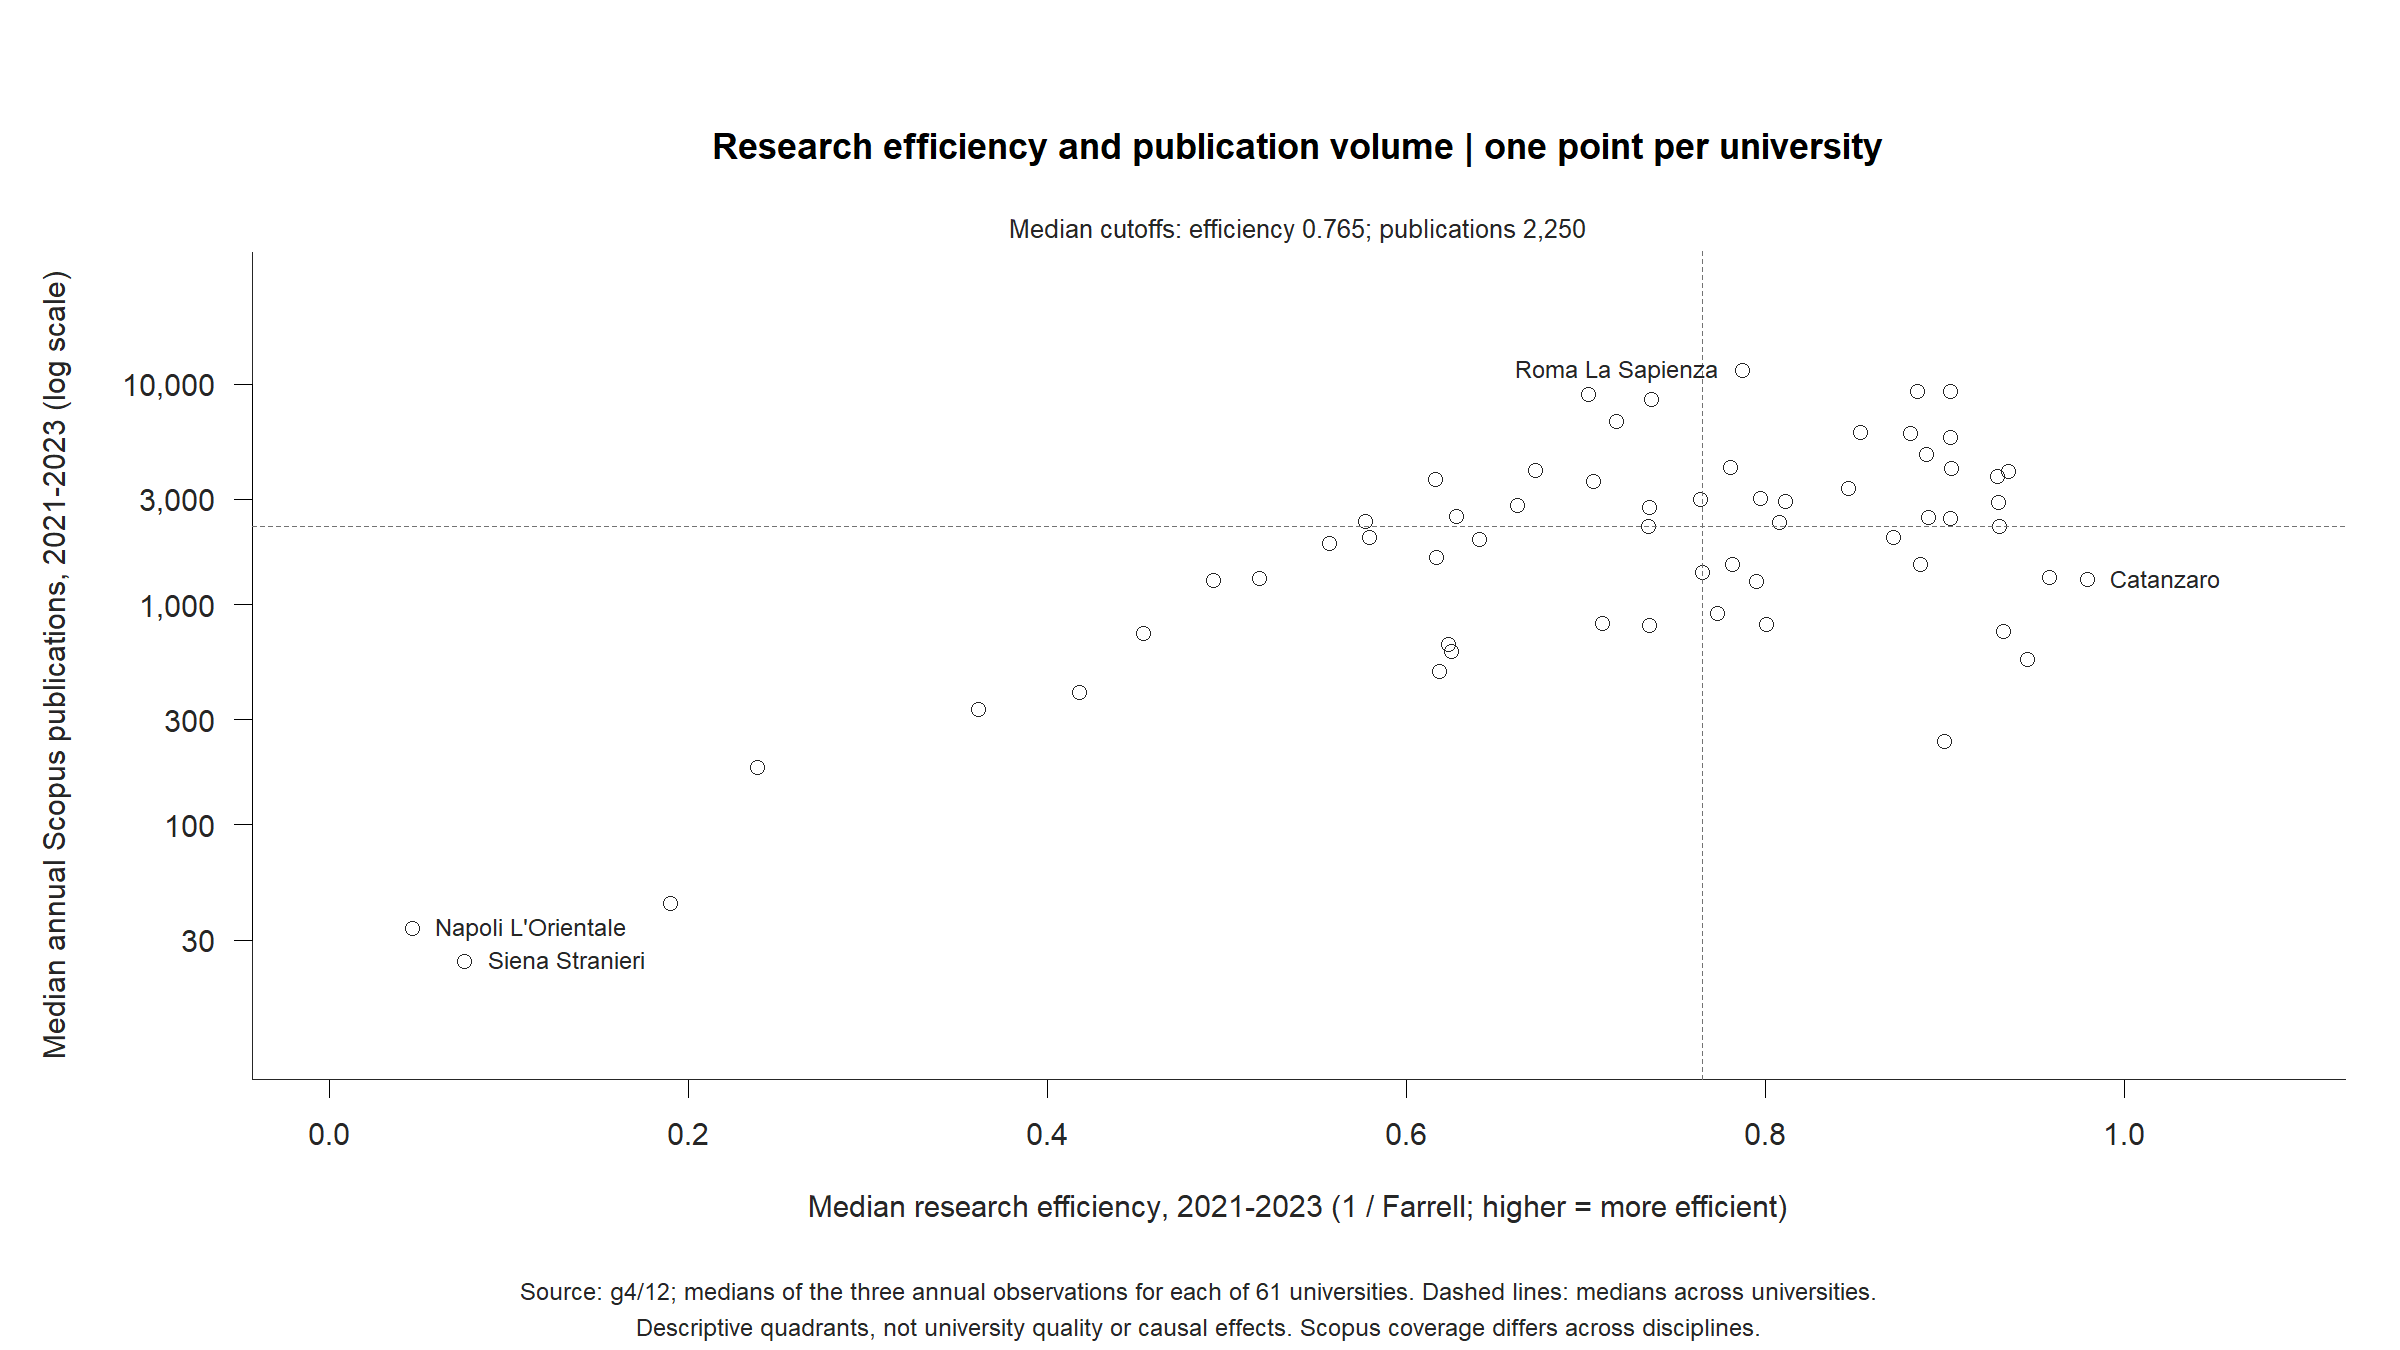 Research efficiency and publication volume | one point per university
Median cutoffs: efficiency 0.765; publications 2,250
Median annual Scopus publications, 2021-2023 (log scale)
10,000
3,000
1,000
300
100
30
Roma La Sapienza
Catanzaro
Napoli L'Orientale
Siena Stranieri
0.0 0.2 0.4 0.6 0.8 1.0
Median research efficiency, 2021-2023 (1 / Farrell; higher = more efficient)
Source: g4/12; medians of the three annual observations for each of 61 universities. Dashed lines: medians across universities.
Descriptive quadrants, not university quality or causal effects. Scopus coverage differs across disciplines.